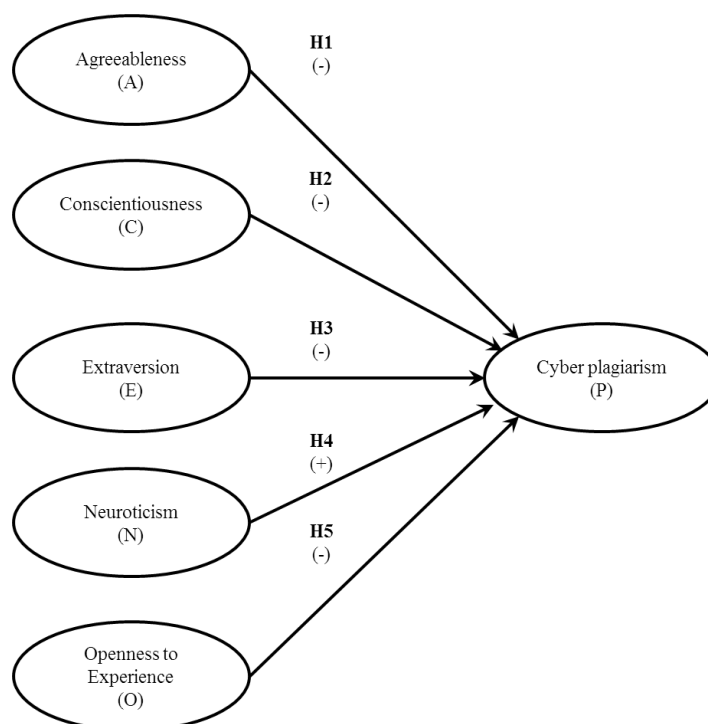 Agreeableness
(A)
H1
(-)
Conscientiousness
(C)
H2
(-)
Extraversion
(E)
H3
(-)
Cyber plagiarism
(P)
Neuroticism
(N)
H4
(+)
H5
(-)
Openness to
Experience
(O)